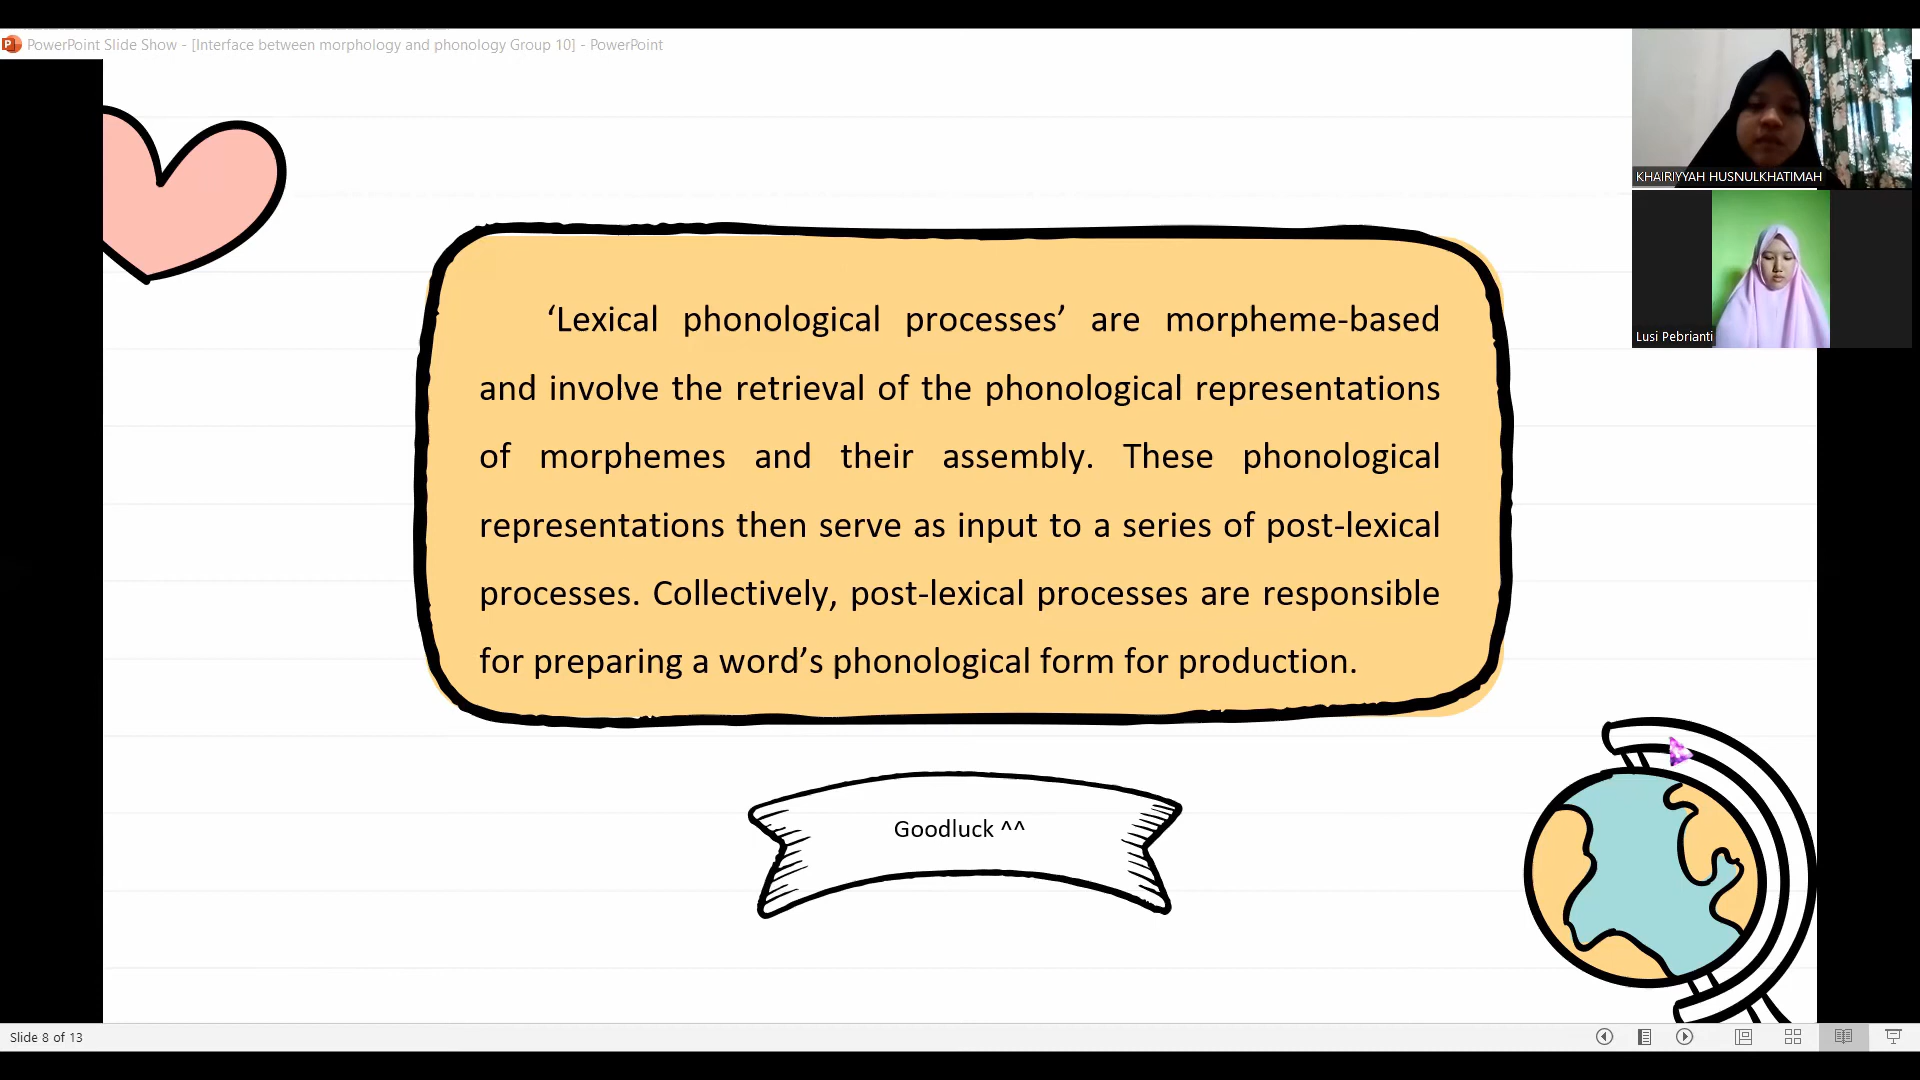 PowerPoint Slide Show - [Interface between morphology and phonology Group 10] - PowerPoint
KHAIRIYYAH HUSNULKHATIMAH
Lusi Pebrianti
‘Lexical phonological processes’ are morpheme-based
and involve the retrieval of the phonological representations
of morphemes and their assembly. These phonological
representations then serve as input to a series of post-lexical
processes. Collectively, post-lexical processes are responsible
for preparing a word’s phonological form for production.
Goodluck ^^
Slide 8 of 13